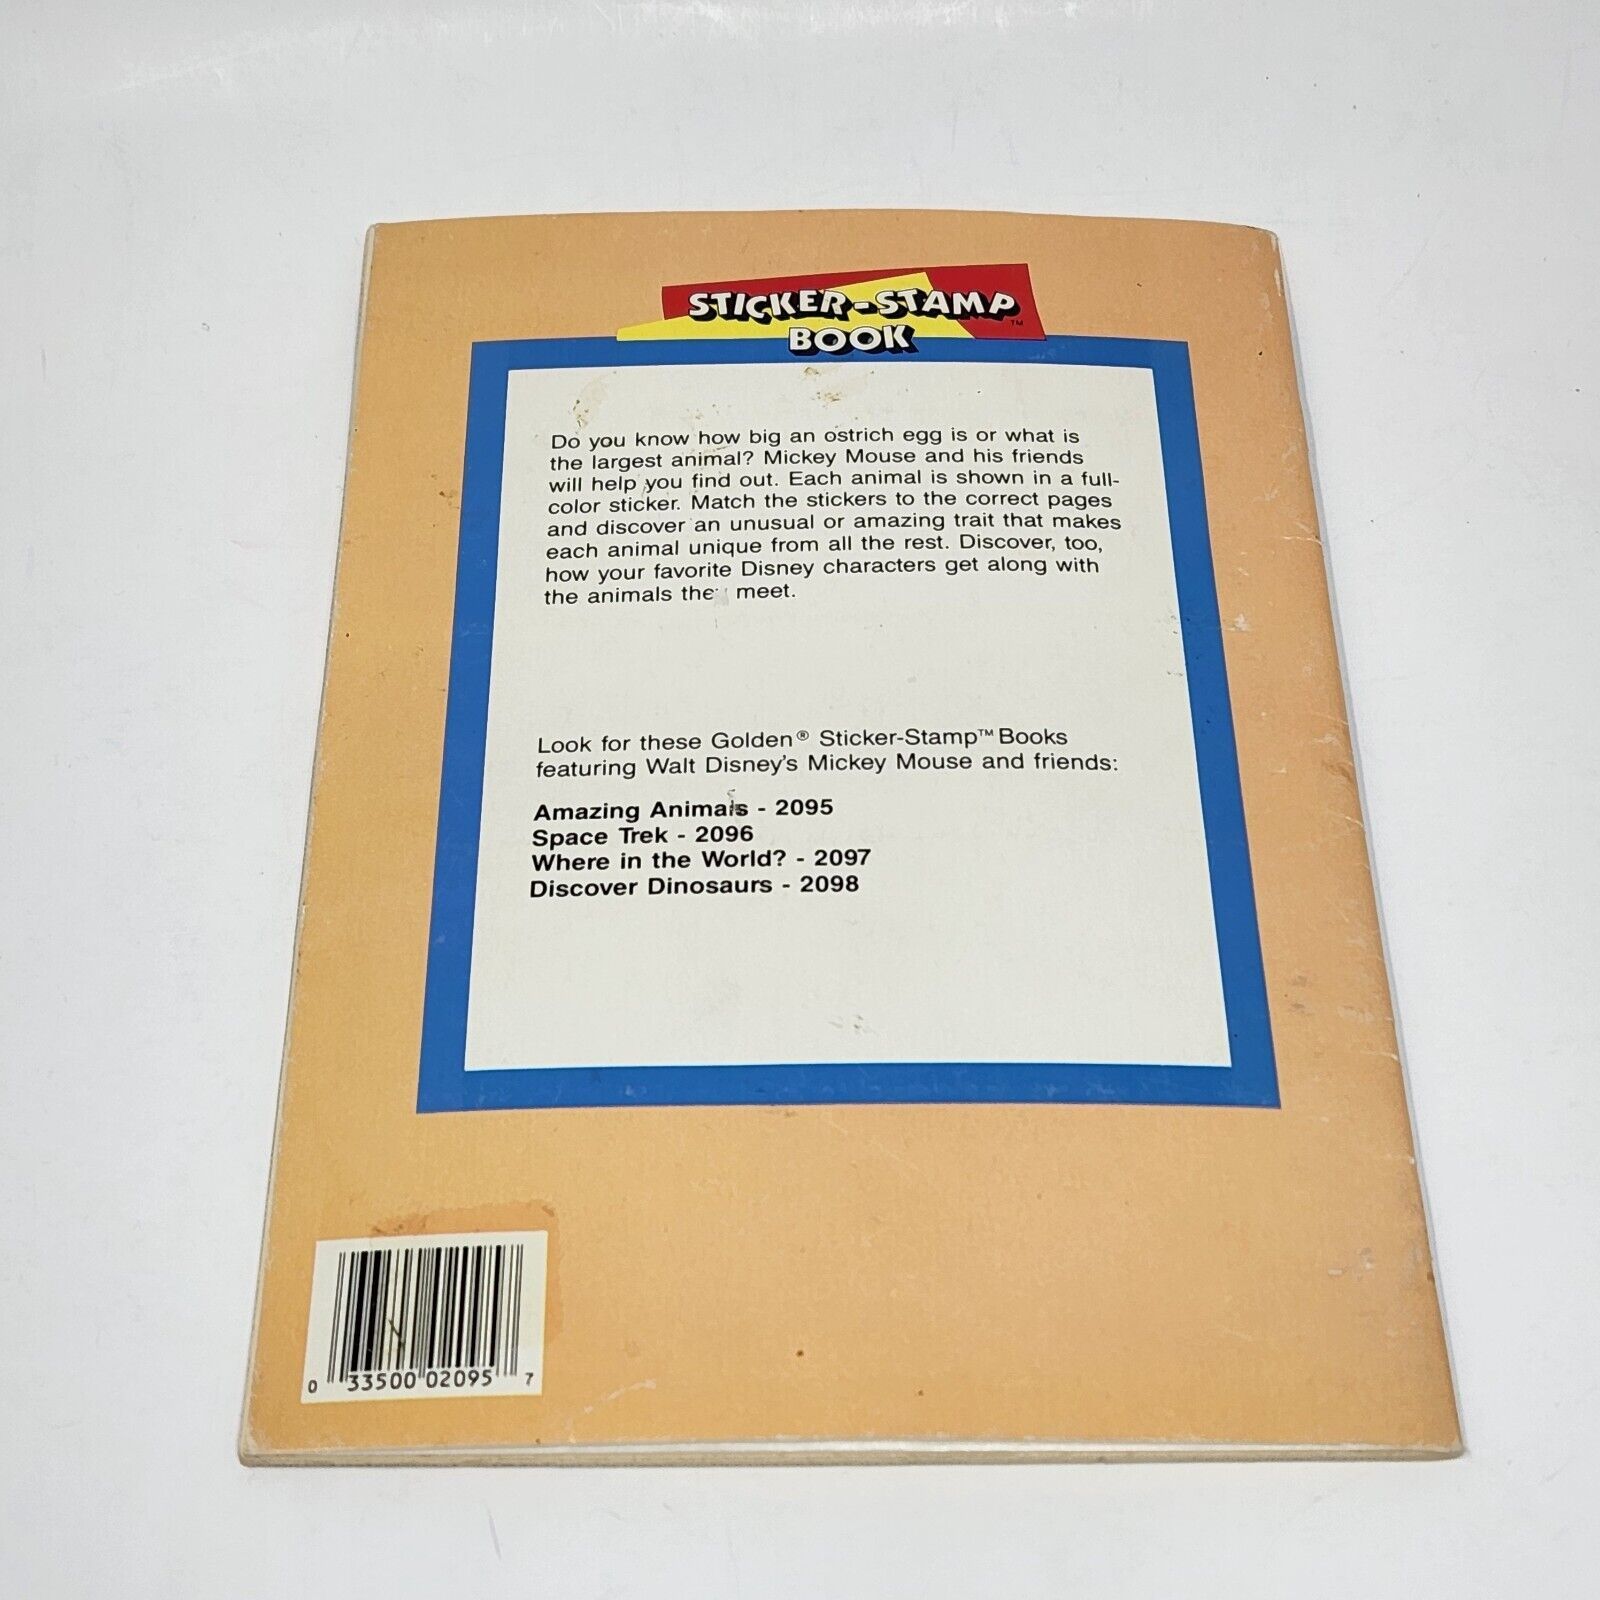 STICKER-STAMP™
BOOK
Do you know how big an ostrich egg is or what is
the largest animal? Mickey Mouse and his friends
will help you find out. Each animal is shown in a full-
color sticker. Match the stickers to the correct pages
and discover an unusual or amazing trait that makes
each animal unique from all the rest. Discover, too,
how your favorite Disney characters get along with
the animals they meet.
Look for these Golden® Sticker-Stamp™ Books
featuring Walt Disney's Mickey Mouse and friends:
Amazing Animals - 2095
Space Trek - 2096
Where in the World? - 2097
Discover Dinosaurs - 2098
0 33500 02095 7